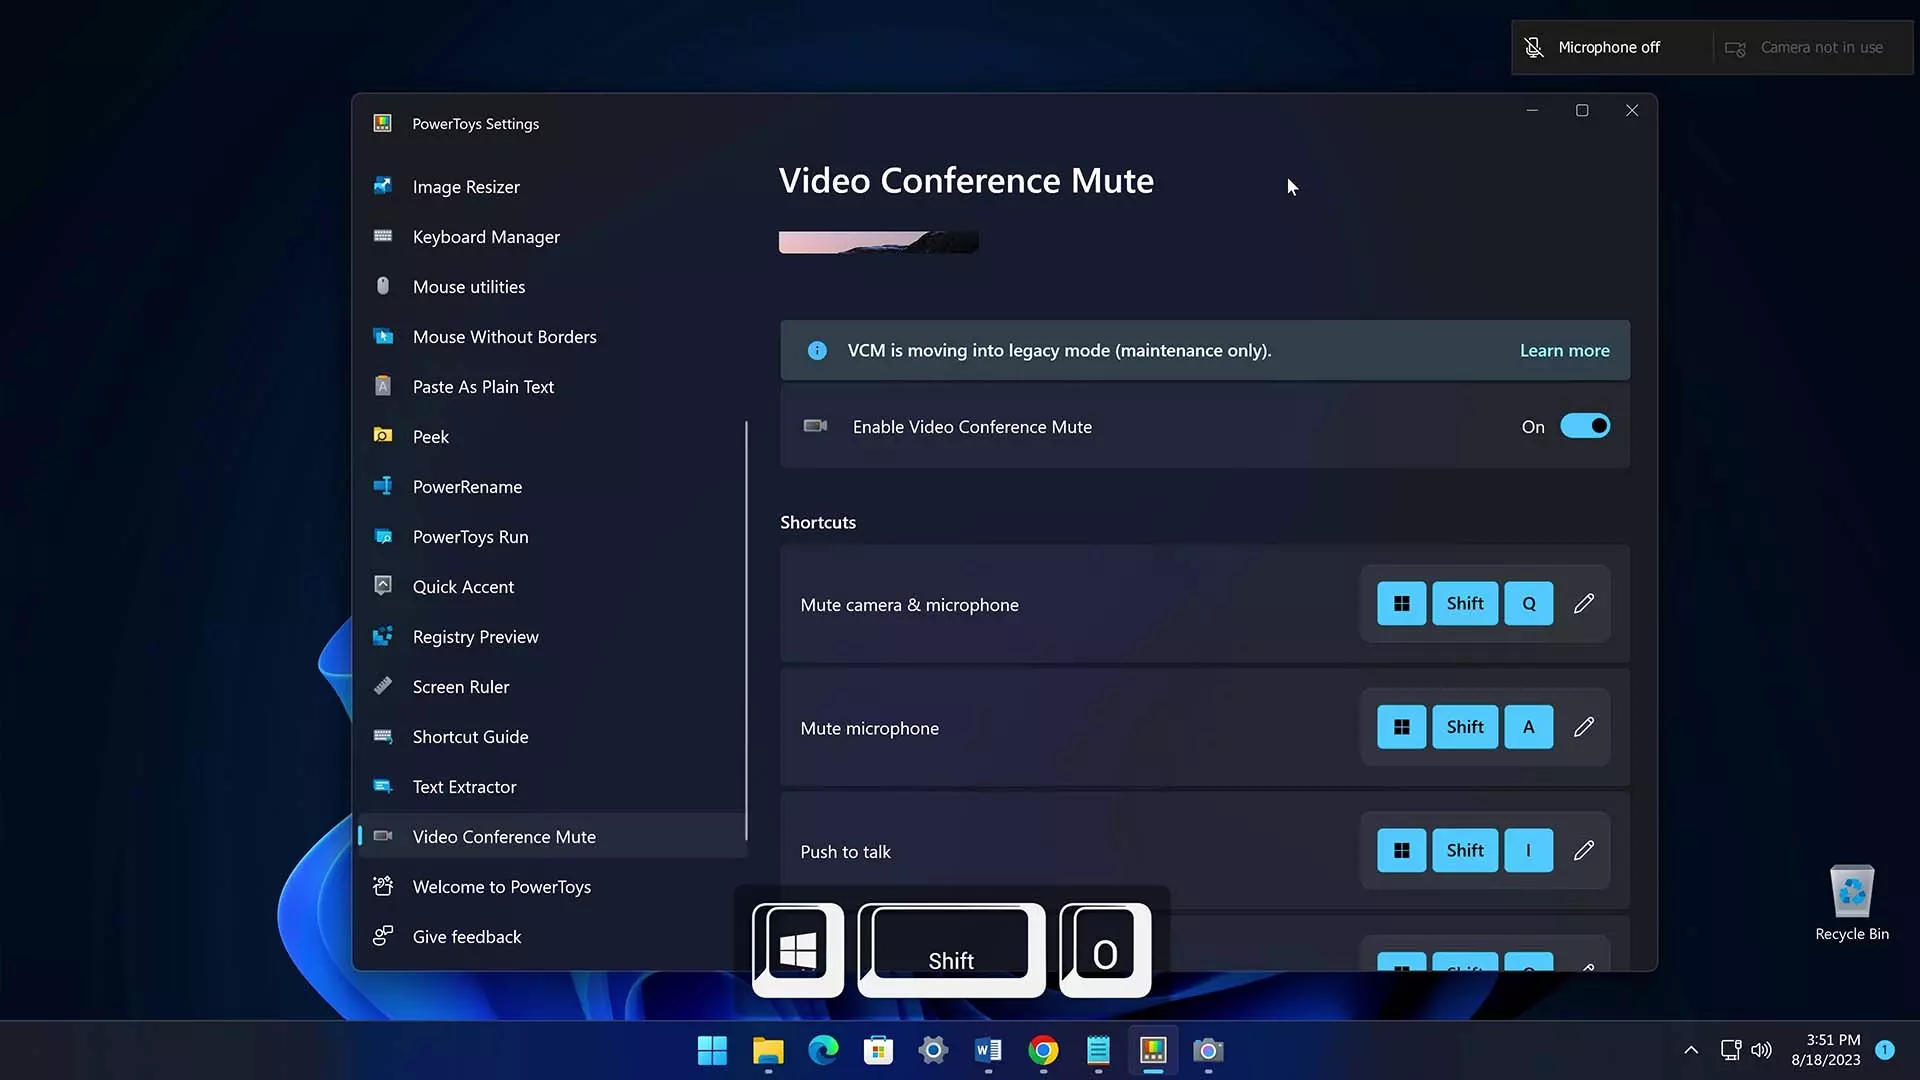 Microphone off
Camera not in use
PowerToys Settings
Image Resizer
Keyboard Manager
Mouse utilities
Mouse Without Borders
Paste As Plain Text
Peek
PowerRename
PowerToys Run
Quick Accent
Registry Preview
Screen Ruler
Shortcut Guide
Text Extractor
Video Conference Mute
Welcome to PowerToys
Give feedback
Video Conference Mute
VCM is moving into legacy mode (maintenance only).
Learn more
Enable Video Conference Mute
On
Shortcuts
Mute camera & microphone
Shift Q
Mute microphone
Shift A
Push to talk
Shift I
Shift O
Shift O
Recycle Bin
3:51 PM
8/18/2023
1